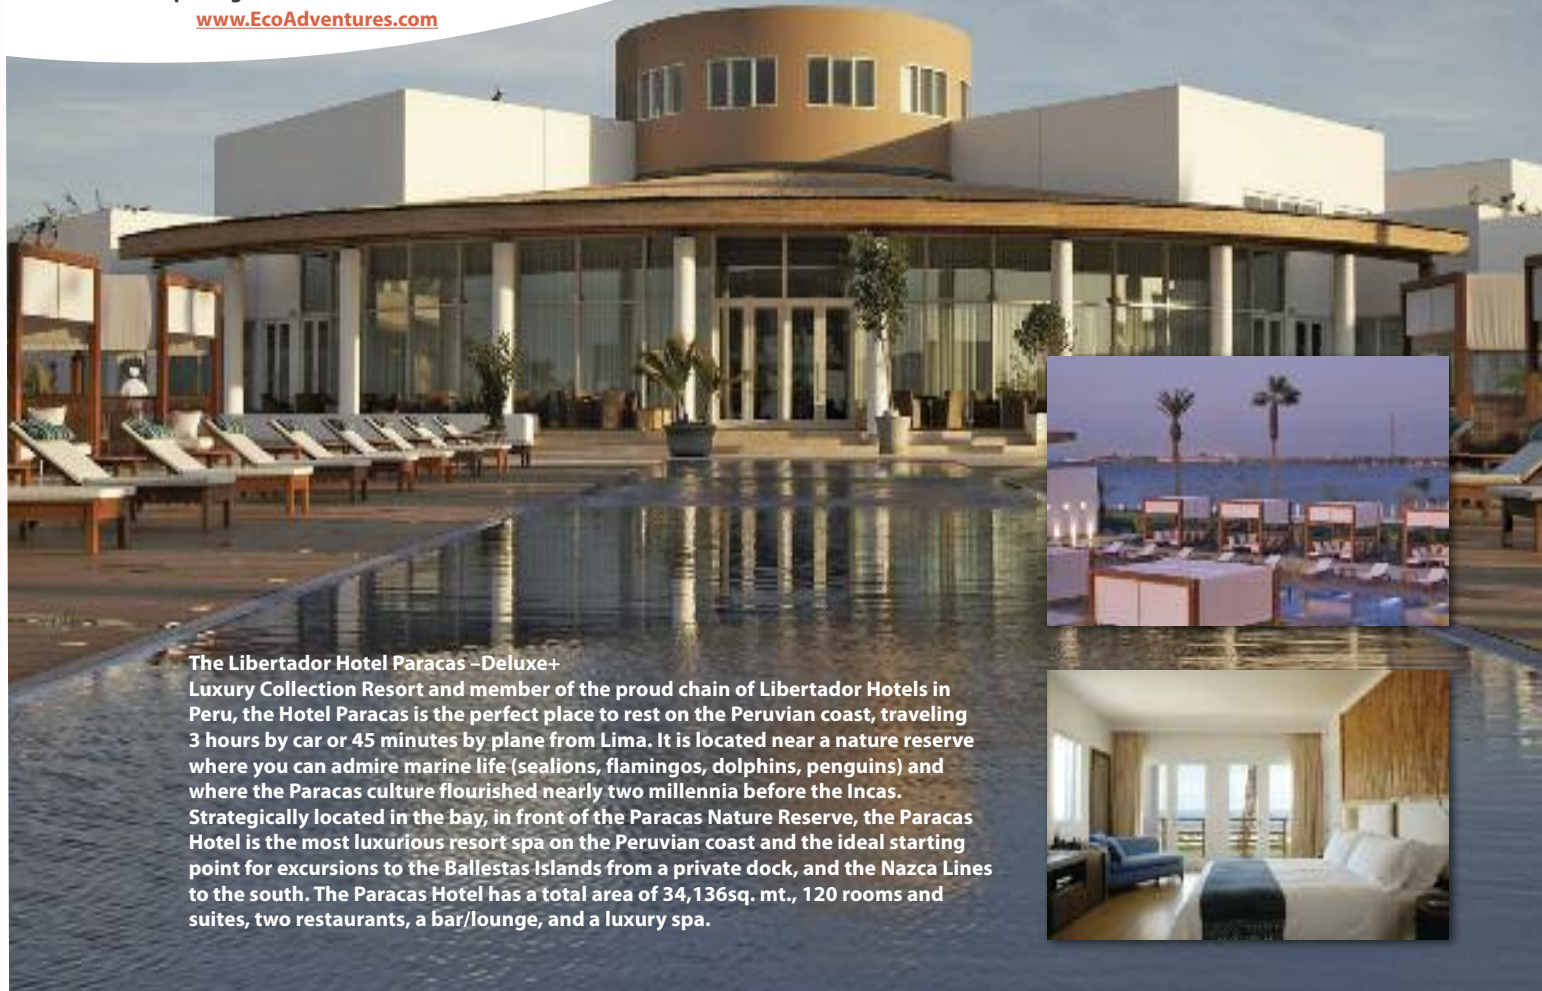 www.EcoAdventures.com
The Libertador Hotel Paracas –Deluxe+
Luxury Collection Resort and member of the proud chain of Libertador Hotels in
Peru, the Hotel Paracas is the perfect place to rest on the Peruvian coast, traveling
3 hours by car or 45 minutes by plane from Lima. It is located near a nature reserve
where you can admire marine life (sealions, flamingos, dolphins, penguins) and
where the Paracas culture flourished nearly two millennia before the Incas.
Strategically located in the bay, in front of the Paracas Nature Reserve, the Paracas
Hotel is the most luxurious resort spa on the Peruvian coast and the ideal starting
point for excursions to the Ballestas Islands from a private dock, and the Nazca Lines
to the south. The Paracas Hotel has a total area of 34,136sq. mt., 120 rooms and
suites, two restaurants, a bar/lounge, and a luxury spa.